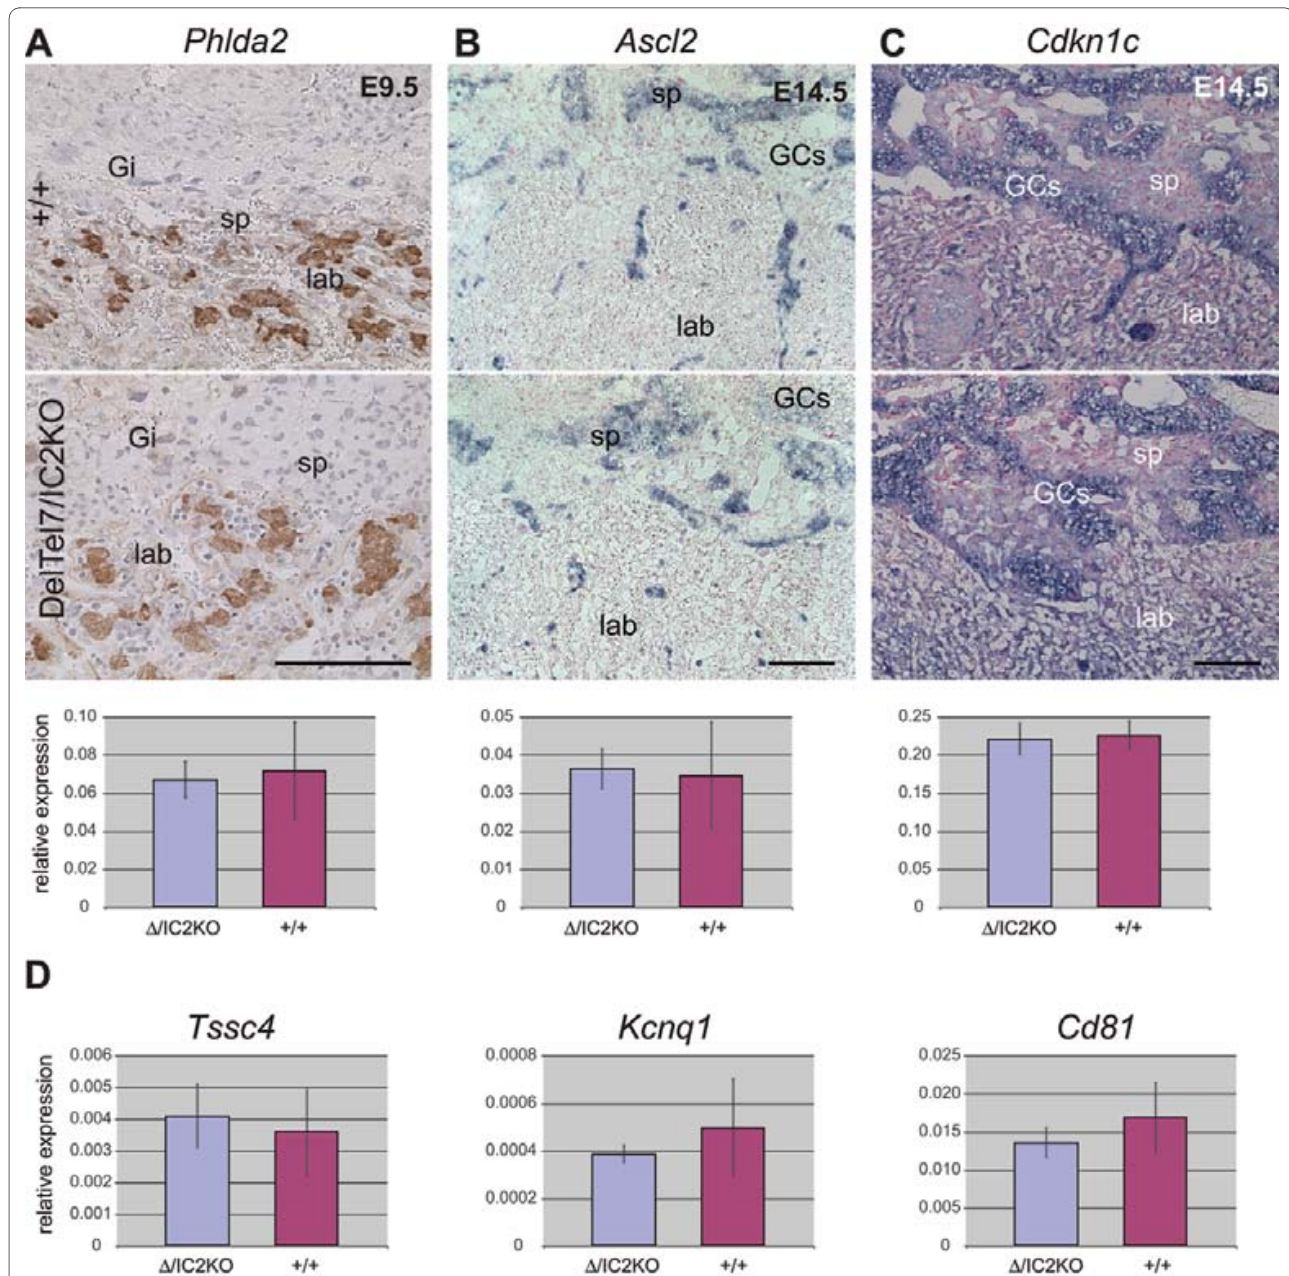 A Phlda2 B Ascl2 C Cdkn1c
E9.5 E14.5 E14.5
sp
GCs
Gi
+/+
sp
GCs
sp
lab
lab
lab
GCs
Gi
sp
sp
sp
GCs
DelTel7/IC2KO
lab
lab
lab
relative expression
0.10
0.08
0.06
0.04
0.02
0
Δ/IC2KO +/+
0.05
0.04
0.03
0.02
0.01
0
Δ/IC2KO +/+
0.25
0.20
0.15
0.10
0.05
0
Δ/IC2KO +/+
D
Tssc4
relative expression
0.006
0.005
0.004
0.003
0.002
0.001
0
Δ/IC2KO +/+
Kcnq1
0.0008
0.0006
0.0004
0.0002
0
Δ/IC2KO +/+
Cd81
0.025
0.020
0.015
0.010
0.005
0
Δ/IC2KO +/+